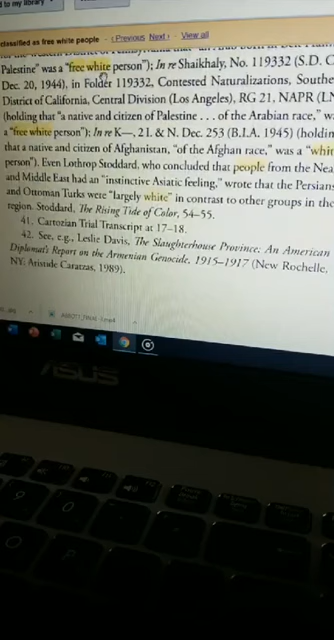 d to my library
classified as free white people ‹ Previous Next › View all
Palestine" was a "free white person"); In re Shaikhaly, No. 119332 (S.D. C
Dec. 20, 1944), in Folder 119332, Contested Naturalizations, Southe
District of California, Central Division (Los Angeles), RG 21, NAPR (LN
(holding that "a native and citizen of Palestine . . . of the Arabian race," wa
a "free white person"); In re K—, 2 I. & N. Dec. 253 (B.I.A. 1945) (holdin
that a native and citizen of Afghanistan, "of the Afghan race," was a "whit
person"). Even Lothrop Stoddard, who concluded that people from the Nea
and Middle East had an "instinctive Asiatic feeling," wrote that the Persians
and Ottoman Turks were "largely white" in contrast to other groups in the
region. Stoddard, The Rising Tide of Color, 54–55.
41. Cartozian Trial Transcript at 17–18.
42. See, e.g., Leslie Davis, The Slaughterhouse Province: An American
Diplomat's Report on the Armenian Genocide, 1915–1917 (New Rochelle,
NY: Aristide Caratzas, 1989).
ASUS